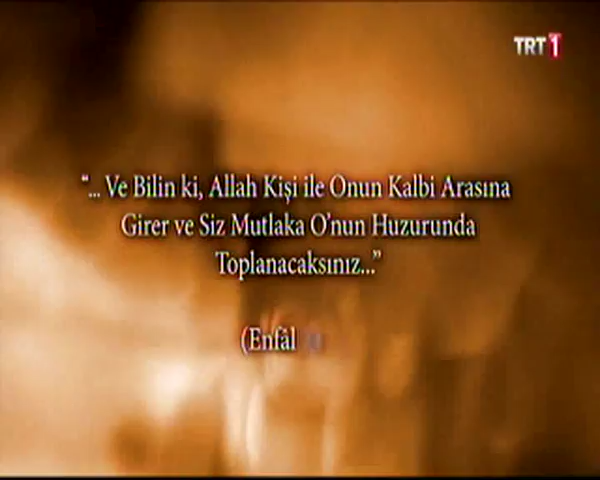 TRT 1
“... Ve Bilin ki, Allah Kişi ile Onun Kalbi Arasına
Girer ve Siz Mutlaka O’nun Huzurunda
Toplanacaksınız...”
(Enfâl